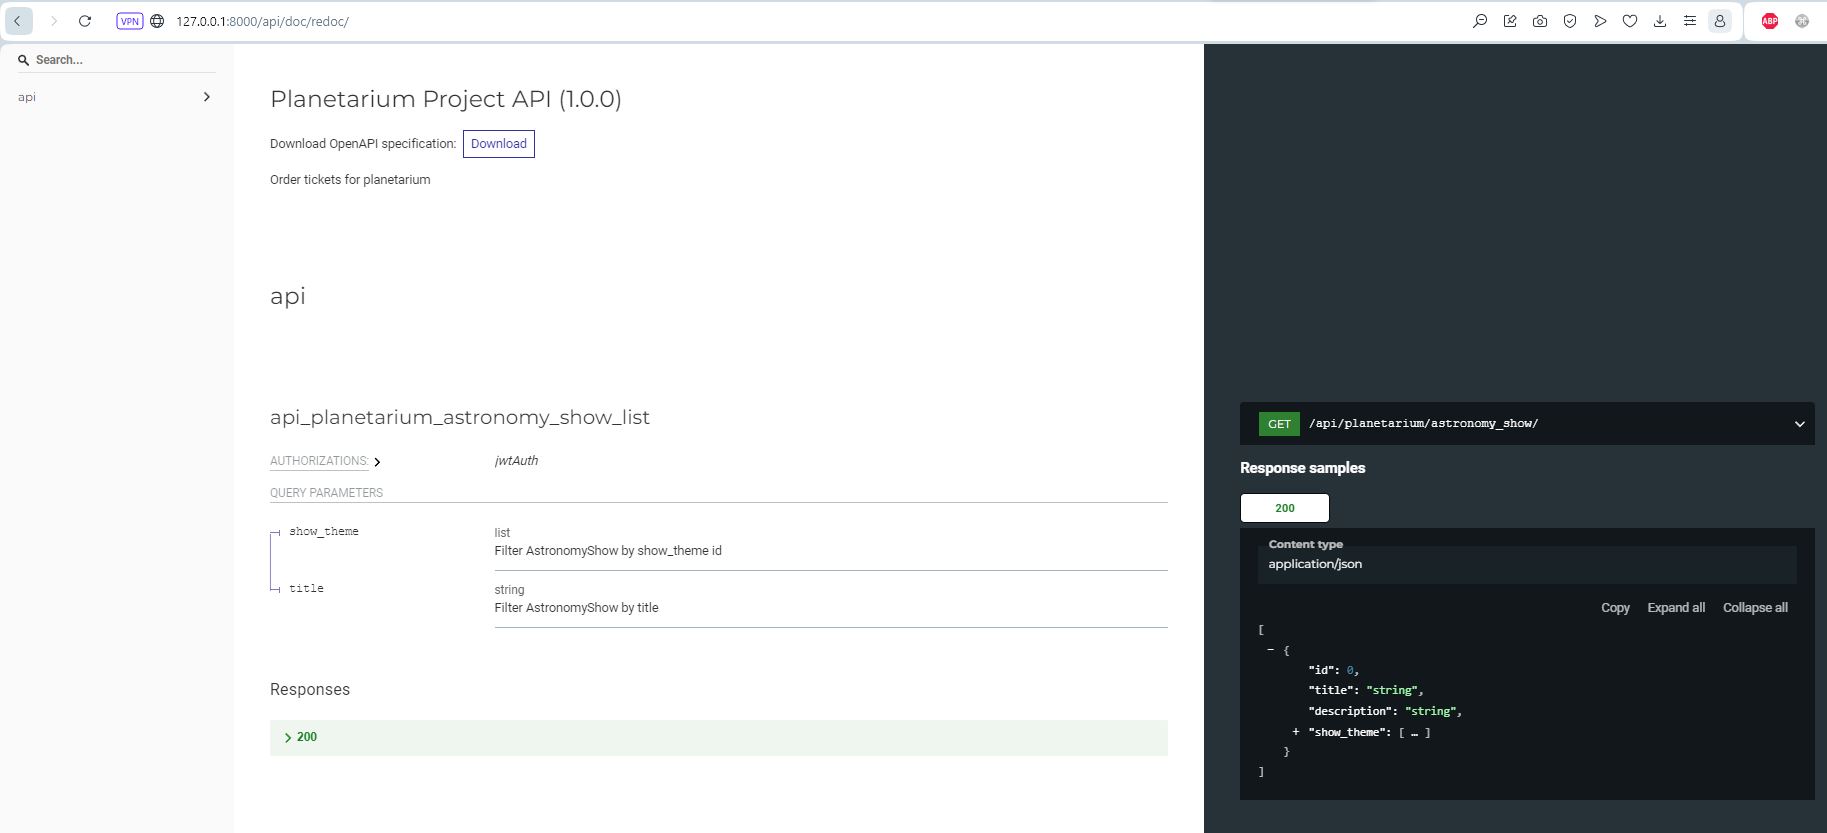 VPN
127.0.0.1:8000/api/doc/redoc/
ABP
Search...
api
Planetarium Project API (1.0.0)
Download OpenAPI specification: Download
Order tickets for planetarium
api
api_planetarium_astronomy_show_list
AUTHORIZATIONS: jwtAuth
QUERY PARAMETERS
show_theme
list
Filter AstronomyShow by show_theme id
title
string
Filter AstronomyShow by title
Responses
200
GET /api/planetarium/astronomy_show/
Response samples
200
Content type
application/json
Copy Expand all Collapse all
[
- {
"id": 0,
"title": "string",
"description": "string",
+ "show_theme": [ … ]
}
]